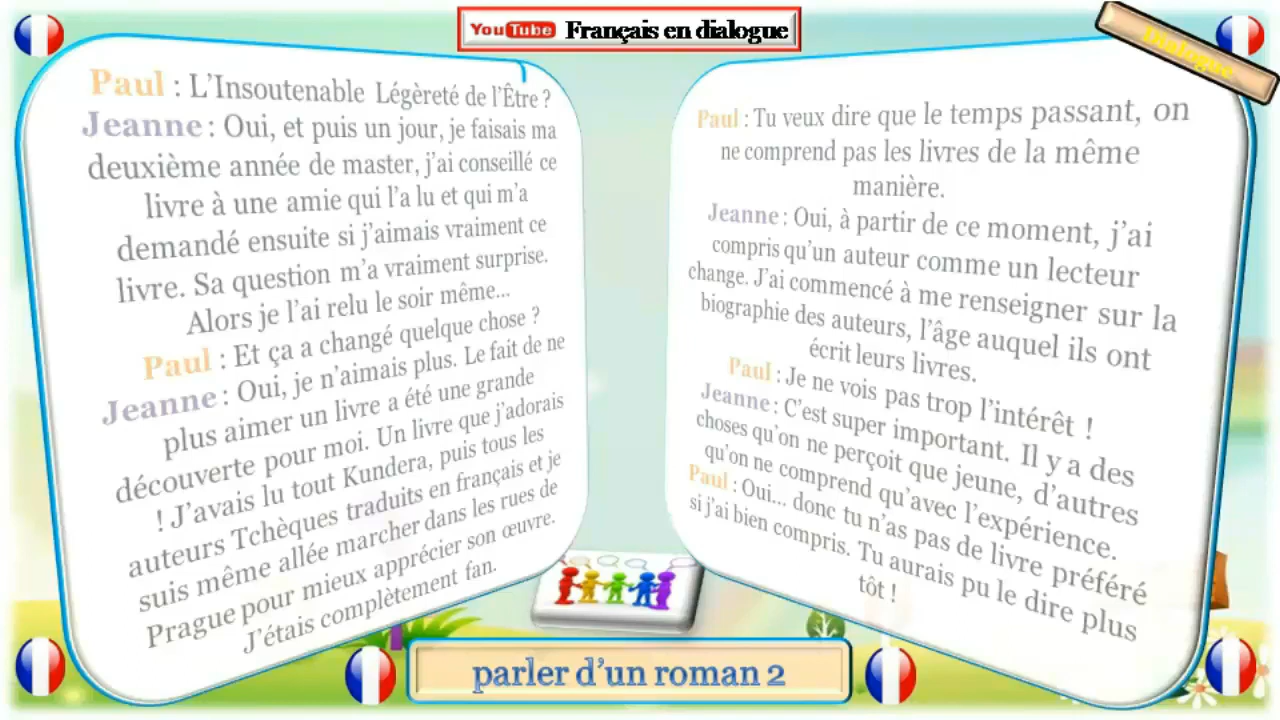 YouTube Français en dialogue
Dialogue
Paul : L’Insoutenable Légèreté de l’Être ?
Jeanne : Oui, et puis un jour, je faisais ma
deuxième année de master, j’ai conseillé ce
livre à une amie qui l’a lu et qui m’a
demandé ensuite si j’aimais vraiment ce
livre. Sa question m’a vraiment surprise.
Alors je l’ai relu le soir même...
Paul : Et ça a changé quelque chose ?
Jeanne : Oui, je n’aimais plus. Le fait de ne
plus aimer un livre a été une grande
découverte pour moi. Un livre que j’adorais
! J’avais lu tout Kundera, puis tous les
auteurs Tchèques traduits en français et je
suis même allée marcher dans les rues de
Prague pour mieux apprécier son œuvre.
J’étais complètement fan.
Paul : Tu veux dire que le temps passant, on
ne comprend pas les livres de la même
manière.
Jeanne : Oui, à partir de ce moment, j’ai
compris qu’un auteur comme un lecteur
change. J’ai commencé à me renseigner sur la
biographie des auteurs, l’âge auquel ils ont
écrit leurs livres.
Paul : Je ne vois pas trop l’intérêt !
Jeanne : C’est super important. Il y a des
choses qu’on ne perçoit que jeune, d’autres
qu’on ne comprend qu’avec l’expérience.
Paul : Oui... donc tu n’as pas de livre préféré
si j’ai bien compris. Tu aurais pu le dire plus
tôt !
parler d’un roman 2